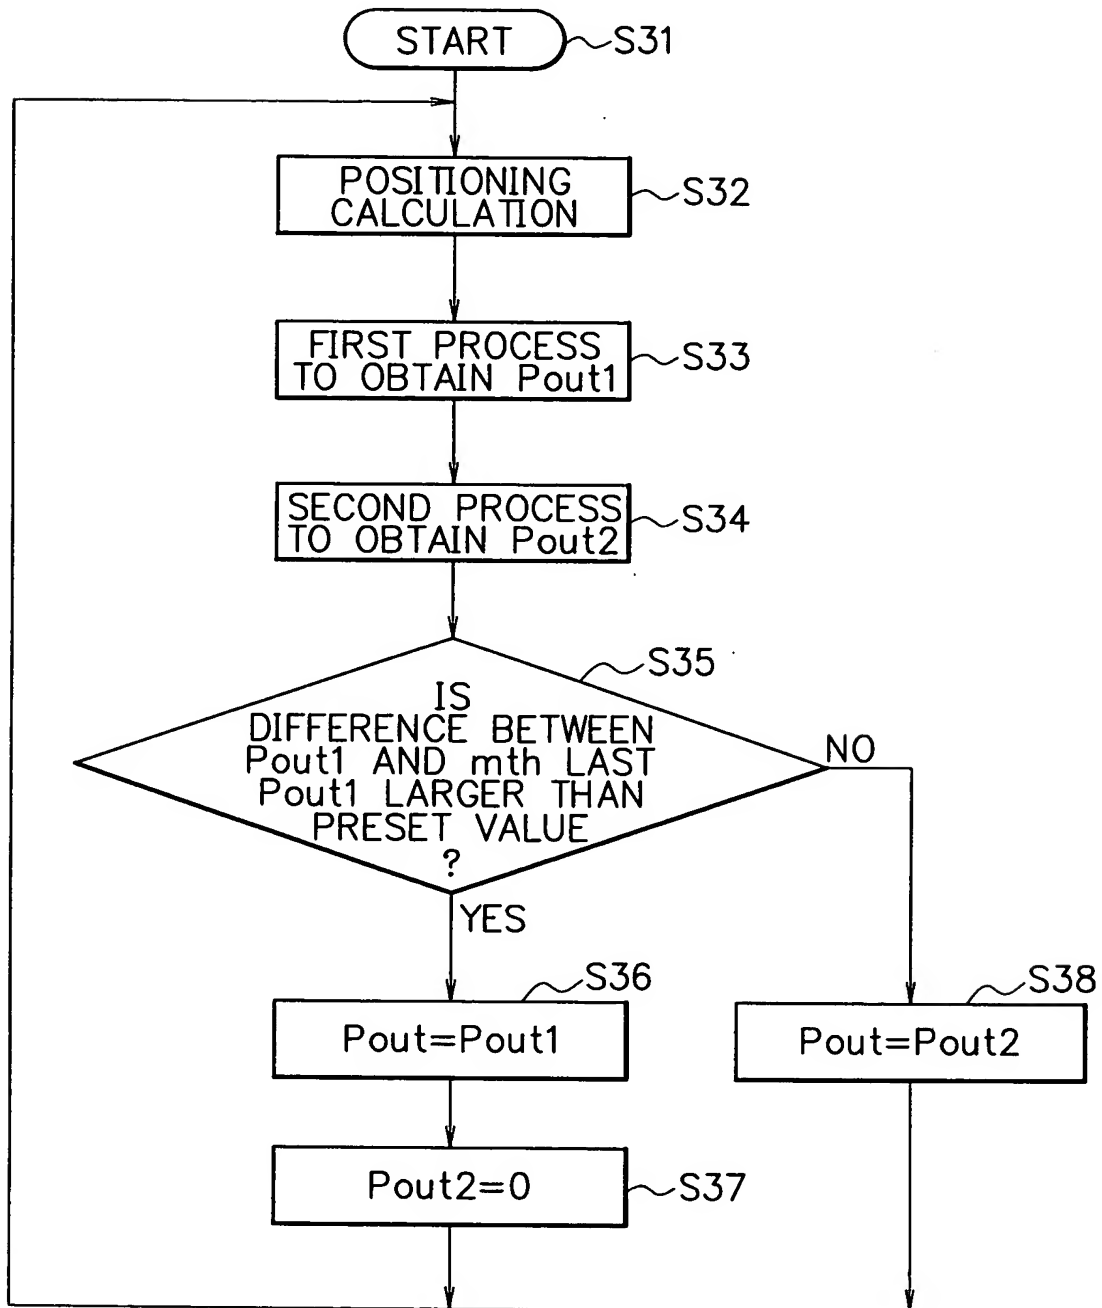 START
S31
POSITIONING
CALCULATION
S32
FIRST PROCESS
TO OBTAIN Pout1
S33
SECOND PROCESS
TO OBTAIN Pout2
S34
S35
IS
DIFFERENCE BETWEEN
Pout1 AND mth LAST
Pout1 LARGER THAN
PRESET VALUE
?
NO
YES
S36
Pout=Pout1
S38
Pout=Pout2
Pout2=0
S37